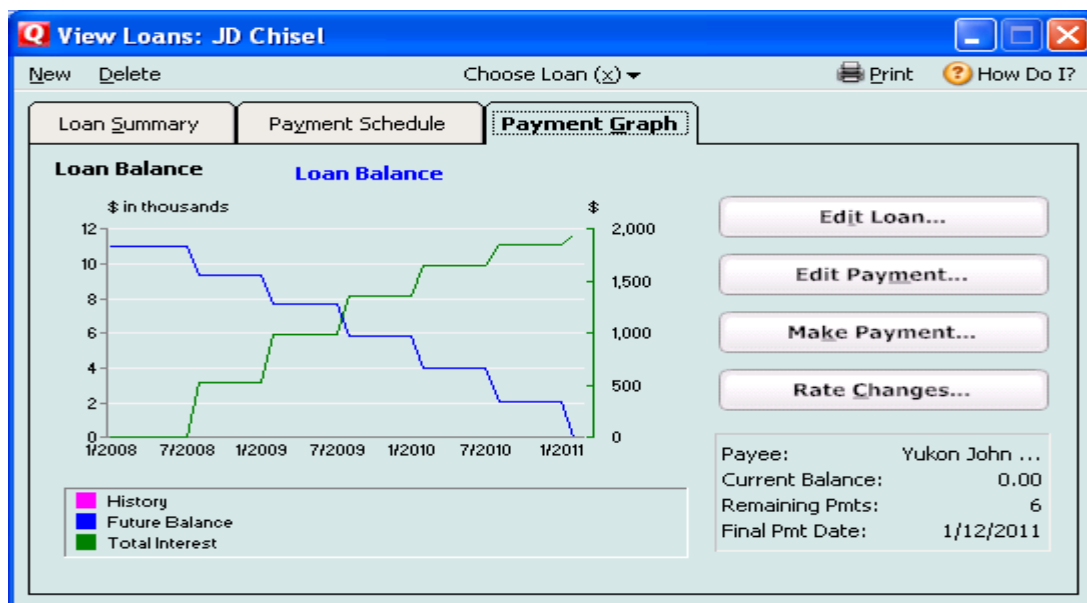 View Loans: JD Chisel
New Delete Choose Loan (x) Print How Do I?
Loan Summary Payment Schedule Payment Graph
Loan Balance Loan Balance
$ in thousands $
12 2,000
10 1,500
8
6 1,000
4 500
2
0 0
1/2008 7/2008 1/2009 7/2009 1/2010 7/2010 1/2011
History
Future Balance
Total Interest
Edit Loan...
Edit Payment...
Make Payment...
Rate Changes...
Payee: Yukon John ...
Current Balance: 0.00
Remaining Pmts: 6
Final Pmt Date: 1/12/2011